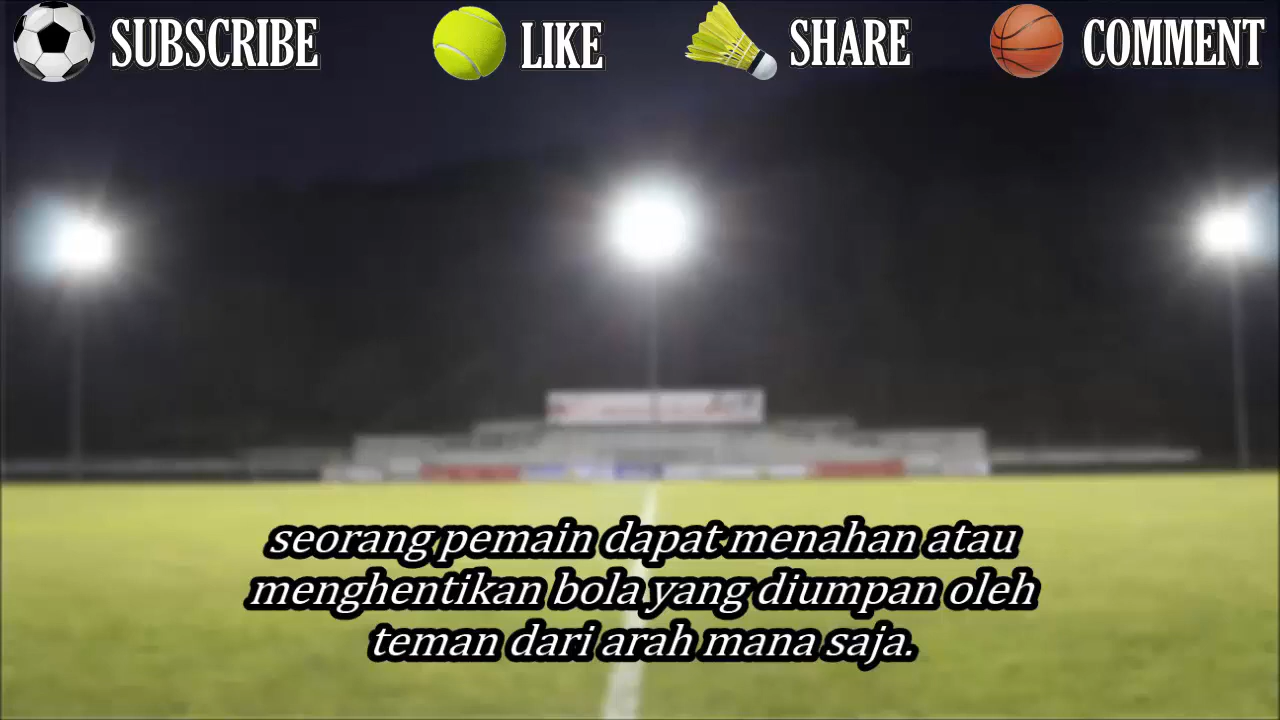 SUBSCRIBE LIKE SHARE COMMENT
seorang pemain dapat menahan atau
menghentikan bola yang diumpan oleh
teman dari arah mana saja.